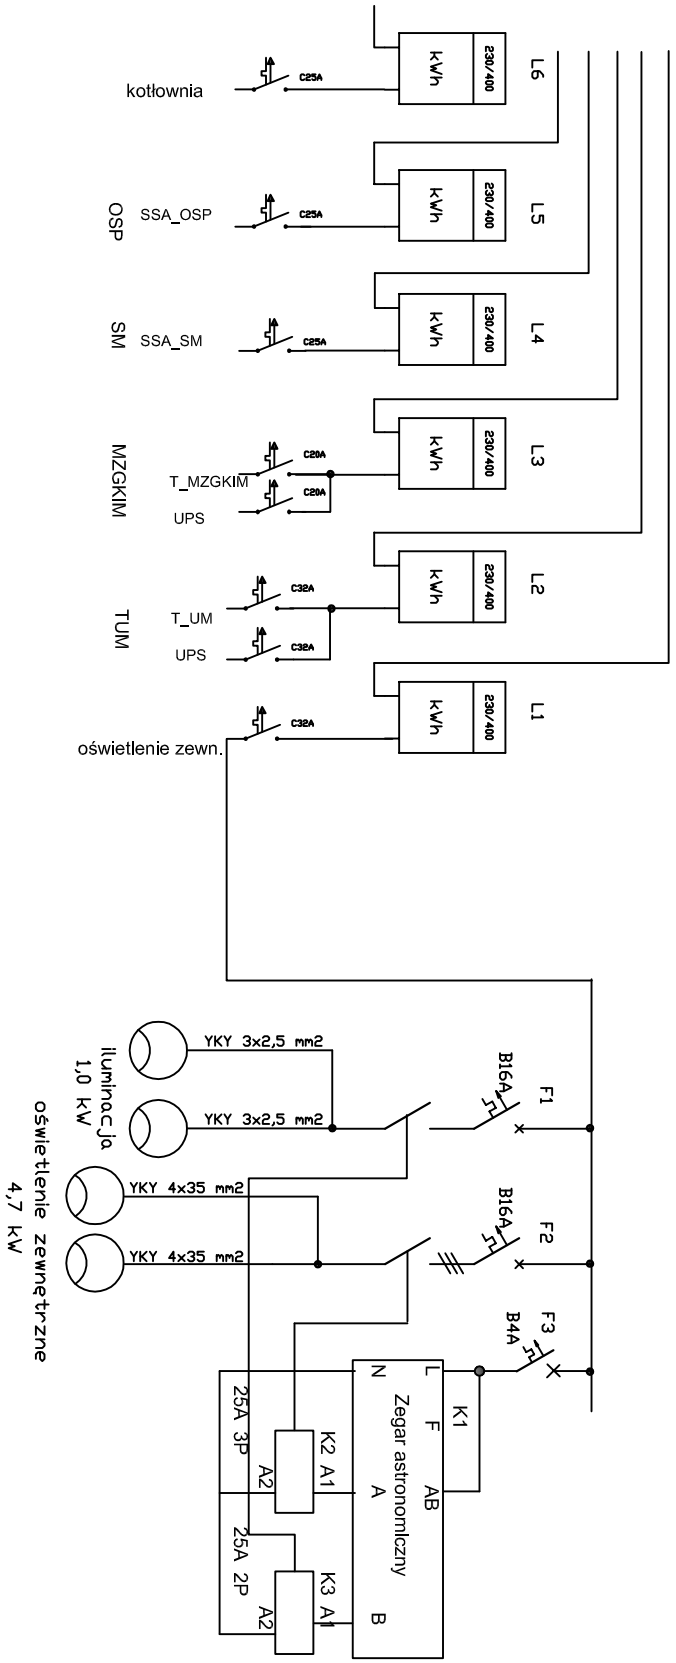 L6
230/400
kWh
C25A
kotłownia
L5
230/400
kWh
C25A
SSA_OSP
OSP
L4
230/400
kWh
C25A
SSA_SM
SM
L3
230/400
kWh
C20A
T_MZGKIM
C20A
UPS
MZGKIM
L2
230/400
kWh
C32A
T_UM
C32A
UPS
TUM
L1
230/400
kWh
C32A
oświetlenie zewn.
F1
B16A
YKY 3x2,5 mm2
YKY 3x2,5 mm2
iluminacja
1,0 kW
F2
B16A
YKY 4x35 mm2
YKY 4x35 mm2
oświetlenie zewnętrzne
4,7 kW
F3
B4A
K1
L
F
AB
N
A
B
Zegar astronomiczny
K2
A1
A2
25A 3P
K3
A1
A2
25A 2P